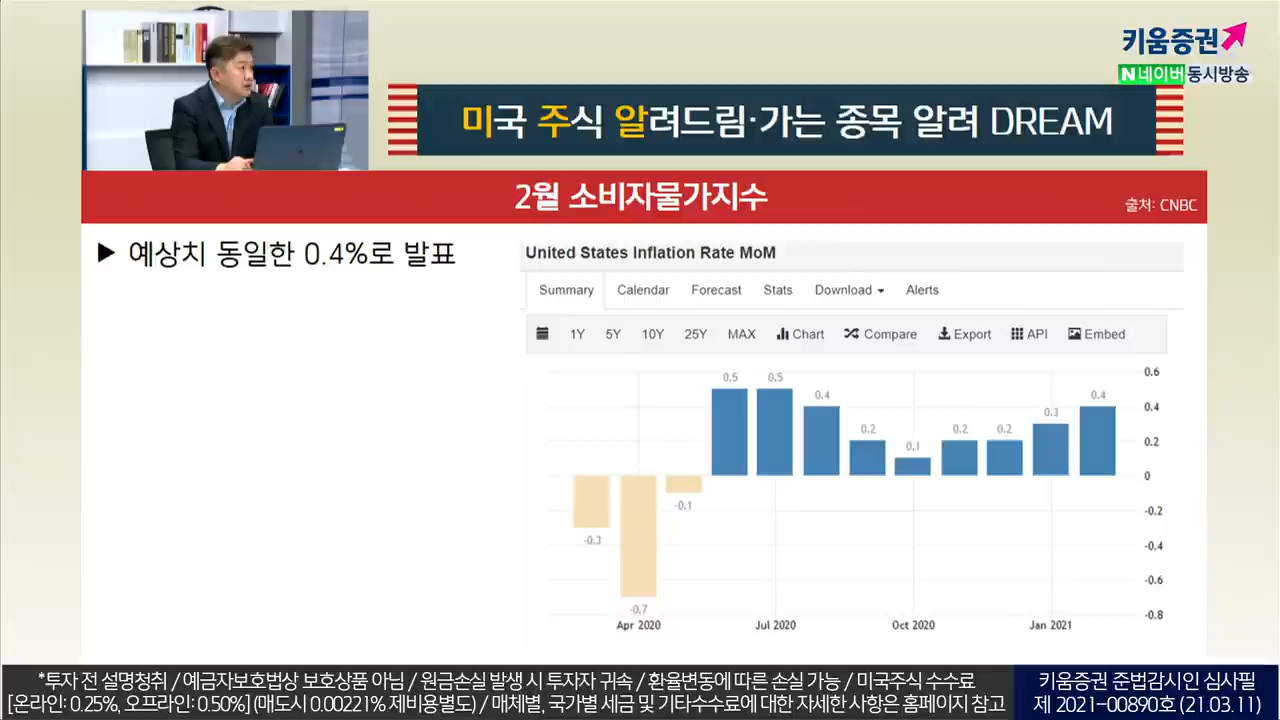 키움증권
N 네이버 동시방송
미국 주식 알려드림·가는 종목 알려 DREAM
2월 소비자물가지수
출처: CNBC
▶ 예상치 동일한 0.4%로 발표
United States Inflation Rate MoM
Summary Calendar Forecast Stats Download Alerts
1Y 5Y 10Y 25Y MAX Chart Compare Export API Embed
0.6
0.4
0.2
0
-0.2
-0.4
-0.6
-0.8
-0.3
-0.7
-0.1
0.5
0.5
0.4
0.2
0.1
0.2
0.2
0.3
0.4
Apr 2020 Jul 2020 Oct 2020 Jan 2021
*투자 전 설명청취 / 예금자보호법상 보호상품 아님 / 원금손실 발생 시 투자자 귀속 / 환율변동에 따른 손실 가능 / 미국주식 수수료
[온라인: 0.25%, 오프라인: 0.50%] (매도시 0.00221% 제비용별도) / 매체별, 국가별 세금 및 기타수수료에 대한 자세한 사항은 홈페이지 참고
키움증권 준법감시인 심사필
제 2021-00890호 (21.03.11)